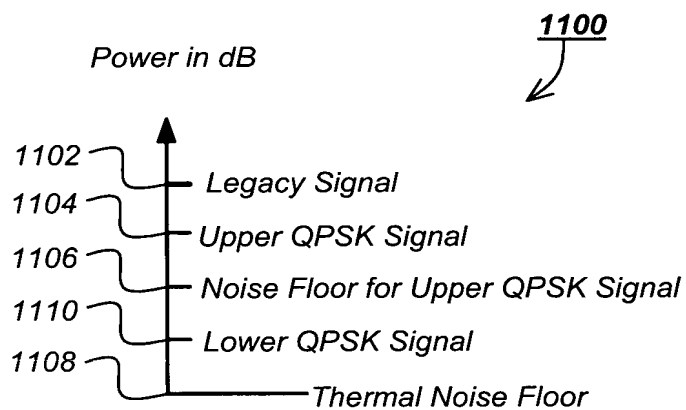 1100
Power in dB
1102 Legacy Signal
1104 Upper QPSK Signal
1106 Noise Floor for Upper QPSK Signal
1110 Lower QPSK Signal
1108 Thermal Noise Floor